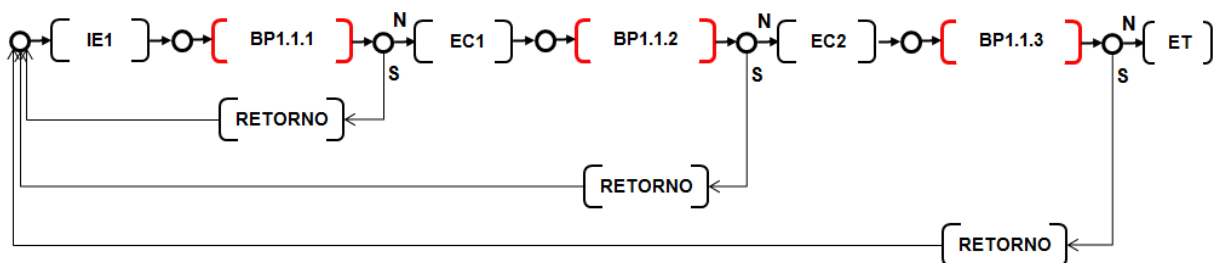 IE1 BP1.1.1 N EC1 BP1.1.2 N EC2 BP1.1.3 N ET
S S S
RETORNO
RETORNO
RETORNO